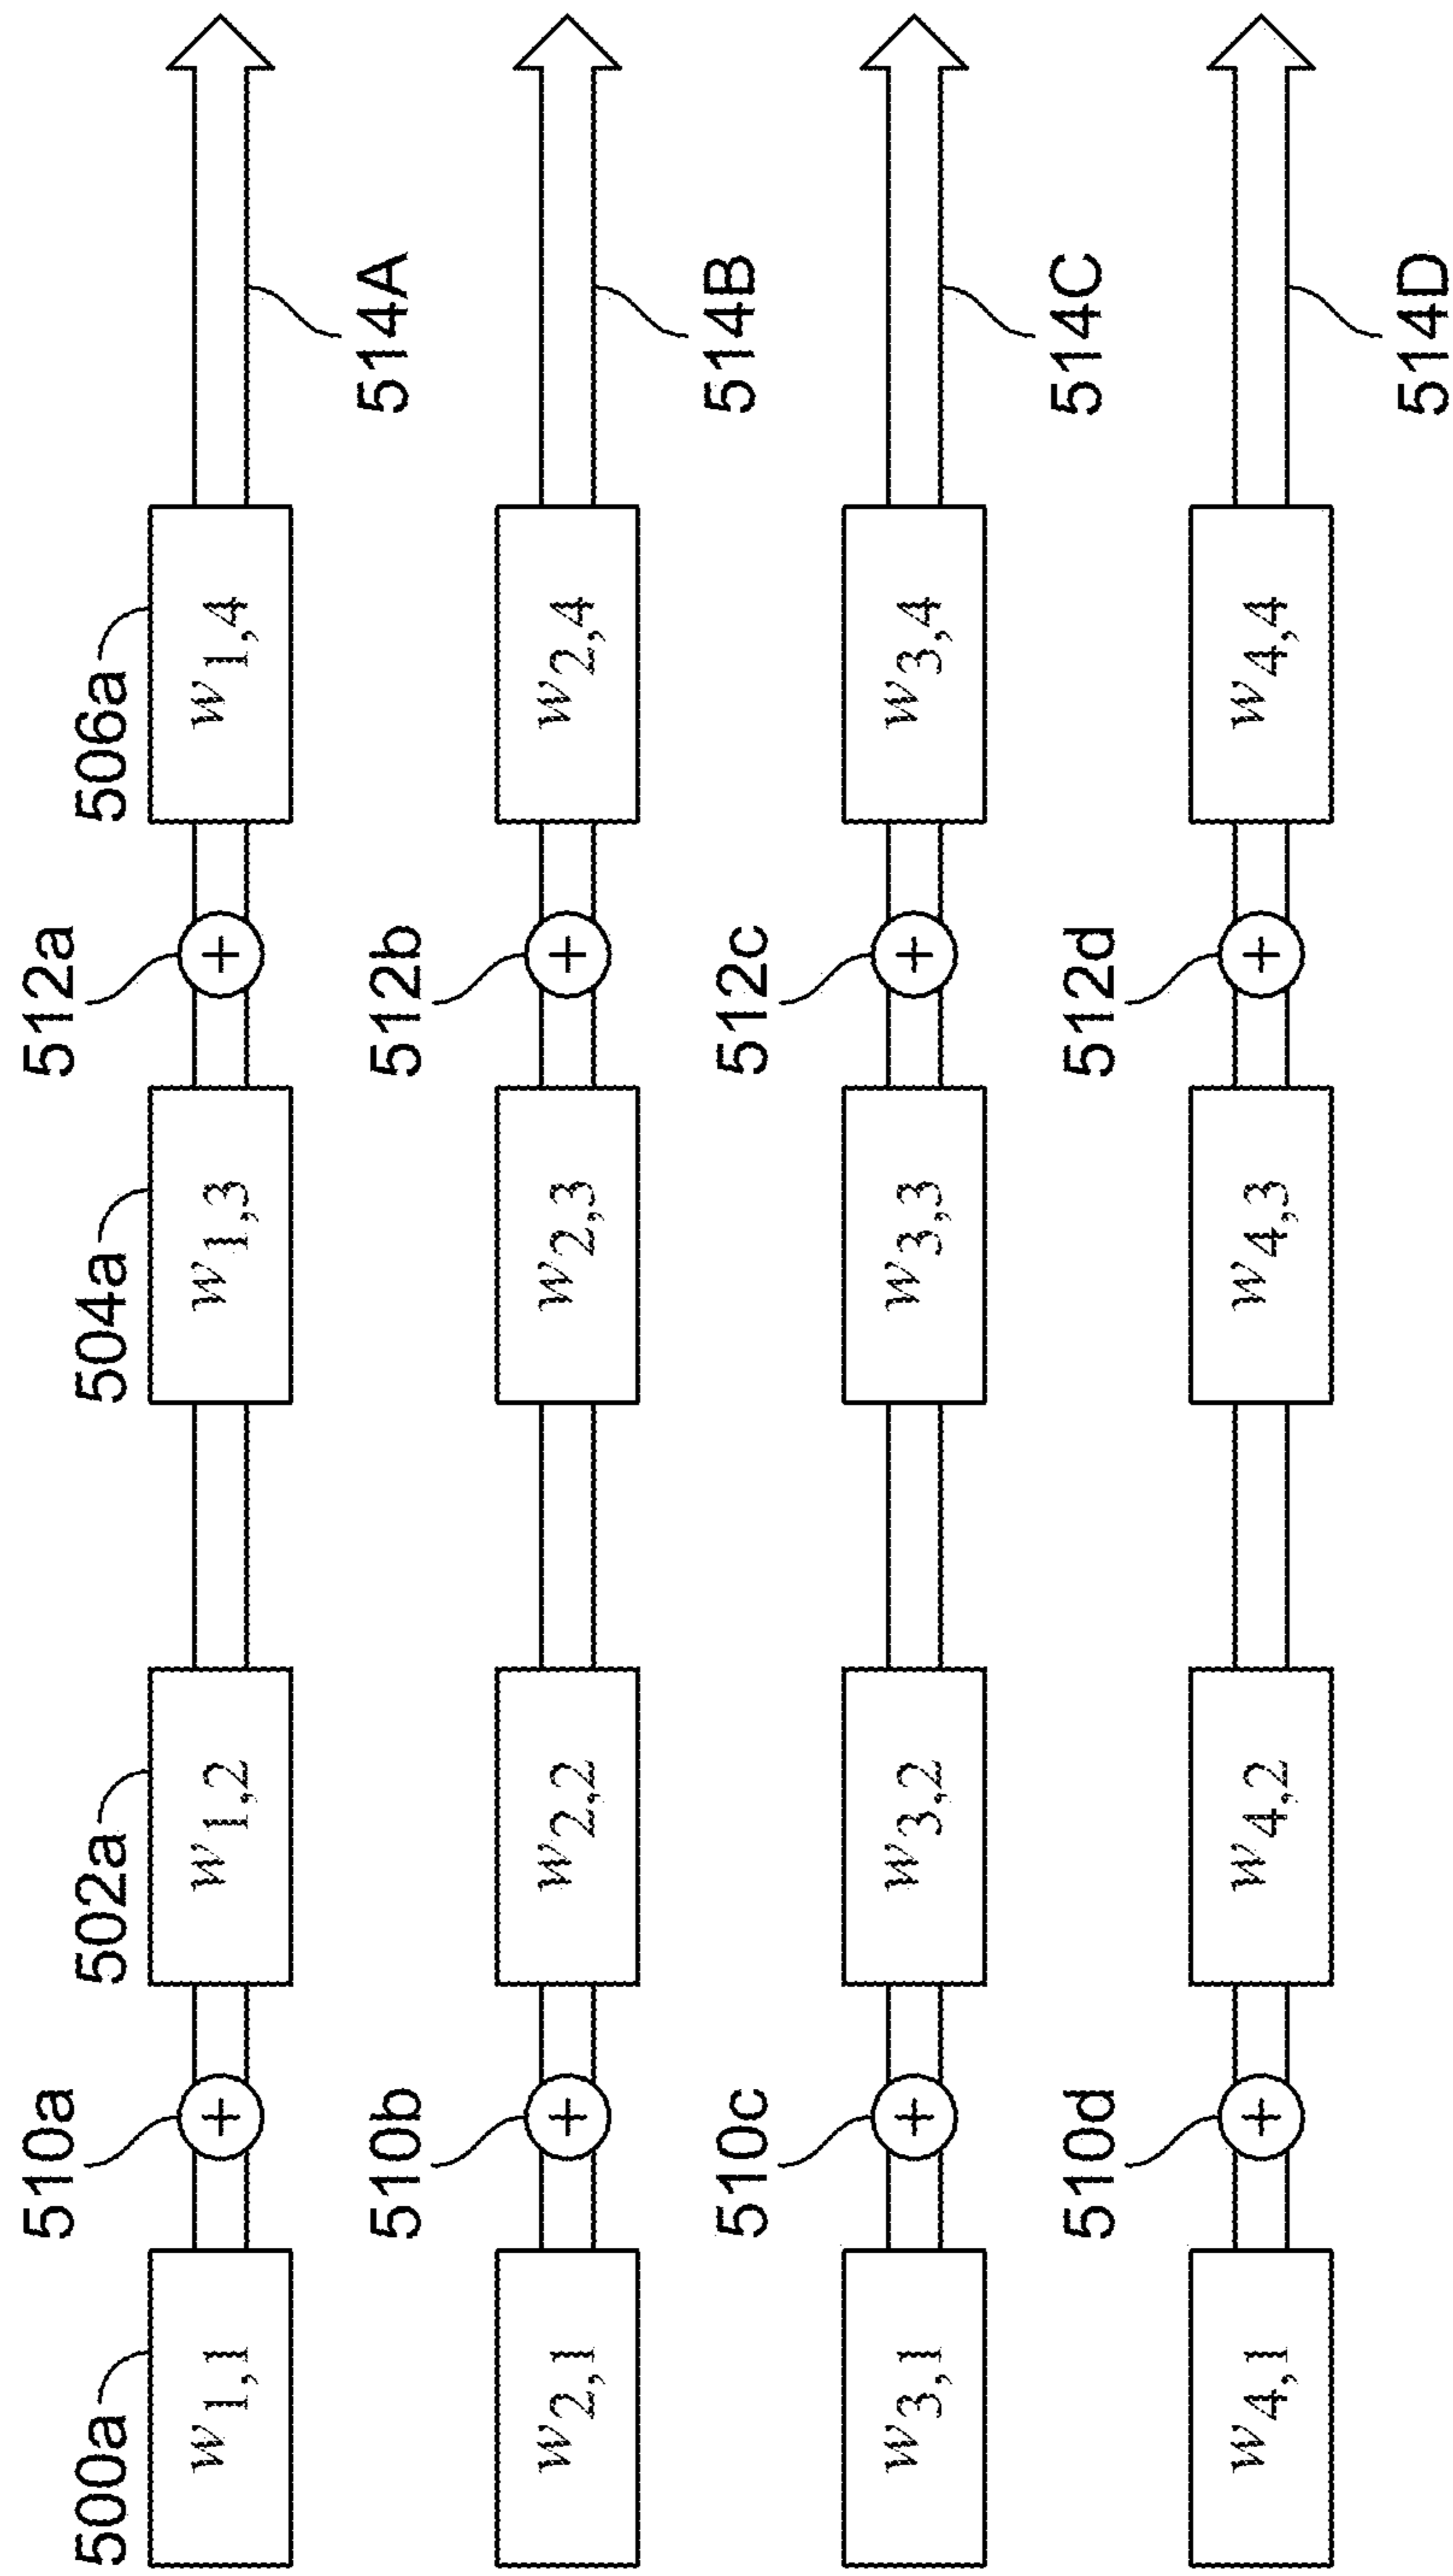 510a 512a
500a 502a 504a 506a
w1,1 + w1,2 w1,3 + w1,4
514A
510b 512b
w2,1 + w2,2 w2,3 + w2,4
514B
510c 512c
w3,1 + w3,2 w3,3 + w3,4
514C
510d 512d
w4,1 + w4,2 w4,3 + w4,4
514D